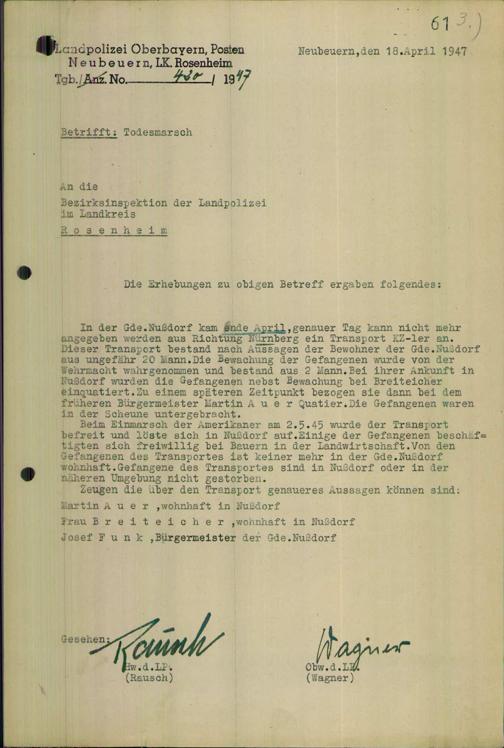 61 3.)
Landpolizei Oberbayern, Posten
Neubeuern, LK. Rosenheim
Tgb./Anz. No. 420 / 1947
Neubeuern,den 18.April 1947
Betrifft: Todesmarsch
An die
Bezirksinspektion der Landpolizei
im Landkreis
R o s e n h e i m
Die Erhebungen zu obigen Betreff ergaben folgendes:
In der Gde.Nußdorf kam ende April,genauer Tag kann nicht mehr
angegeben werden aus Richtung Nürnberg ein Transport KZ-ler an.
Dieser Transport bestand nach Aussagen der Bewohner der Gde.Nußdorf
aus ungefähr 20 Mann.Die Bewachung der Gefangenen wurde von der
Wehrmacht wahrgenommen und bestand aus 2 Mann.Bei ihrer Ankunft in
Nußdorf wurden die Gefangenen nebst Bewachung bei Breiteicher
einquatiert.Zu einem späteren Zeitpunkt bezogen sie dann bei dem
früheren Bürgermeister Martin A u e r Quatier.Die Gefangenen waren
in der Scheune untergebracht.
Beim Einmarsch der Amerikaner am 2.5.45 wurde der Transport
befreit und löste sich in Nußdorf auf.Einige der Gefangenen beschäf=
tigten sich freiwillig bei Bauern in der Landwirtschaft.Von den
Gefangenen des Transportes ist keiner mehr in der Gde.Nußdorf
wohnhaft.Gefangene des Transportes sind in Nußdorf oder in der
näheren Umgebung nicht gestorben.
Zeugen die über den Transport genaueres Aussagen können sind:
Martin A u e r ,wohnhaft in Nußdorf
Frau B r e i t e i c h e r ,wohnhaft in Nußdorf
Josef F u n k ,Bürgermeister der Gde.Nußdorf
Gesehen: Rausch
Hw.d.LP.
(Rausch)
Wagner
Obw.d.LP.
(Wagner)